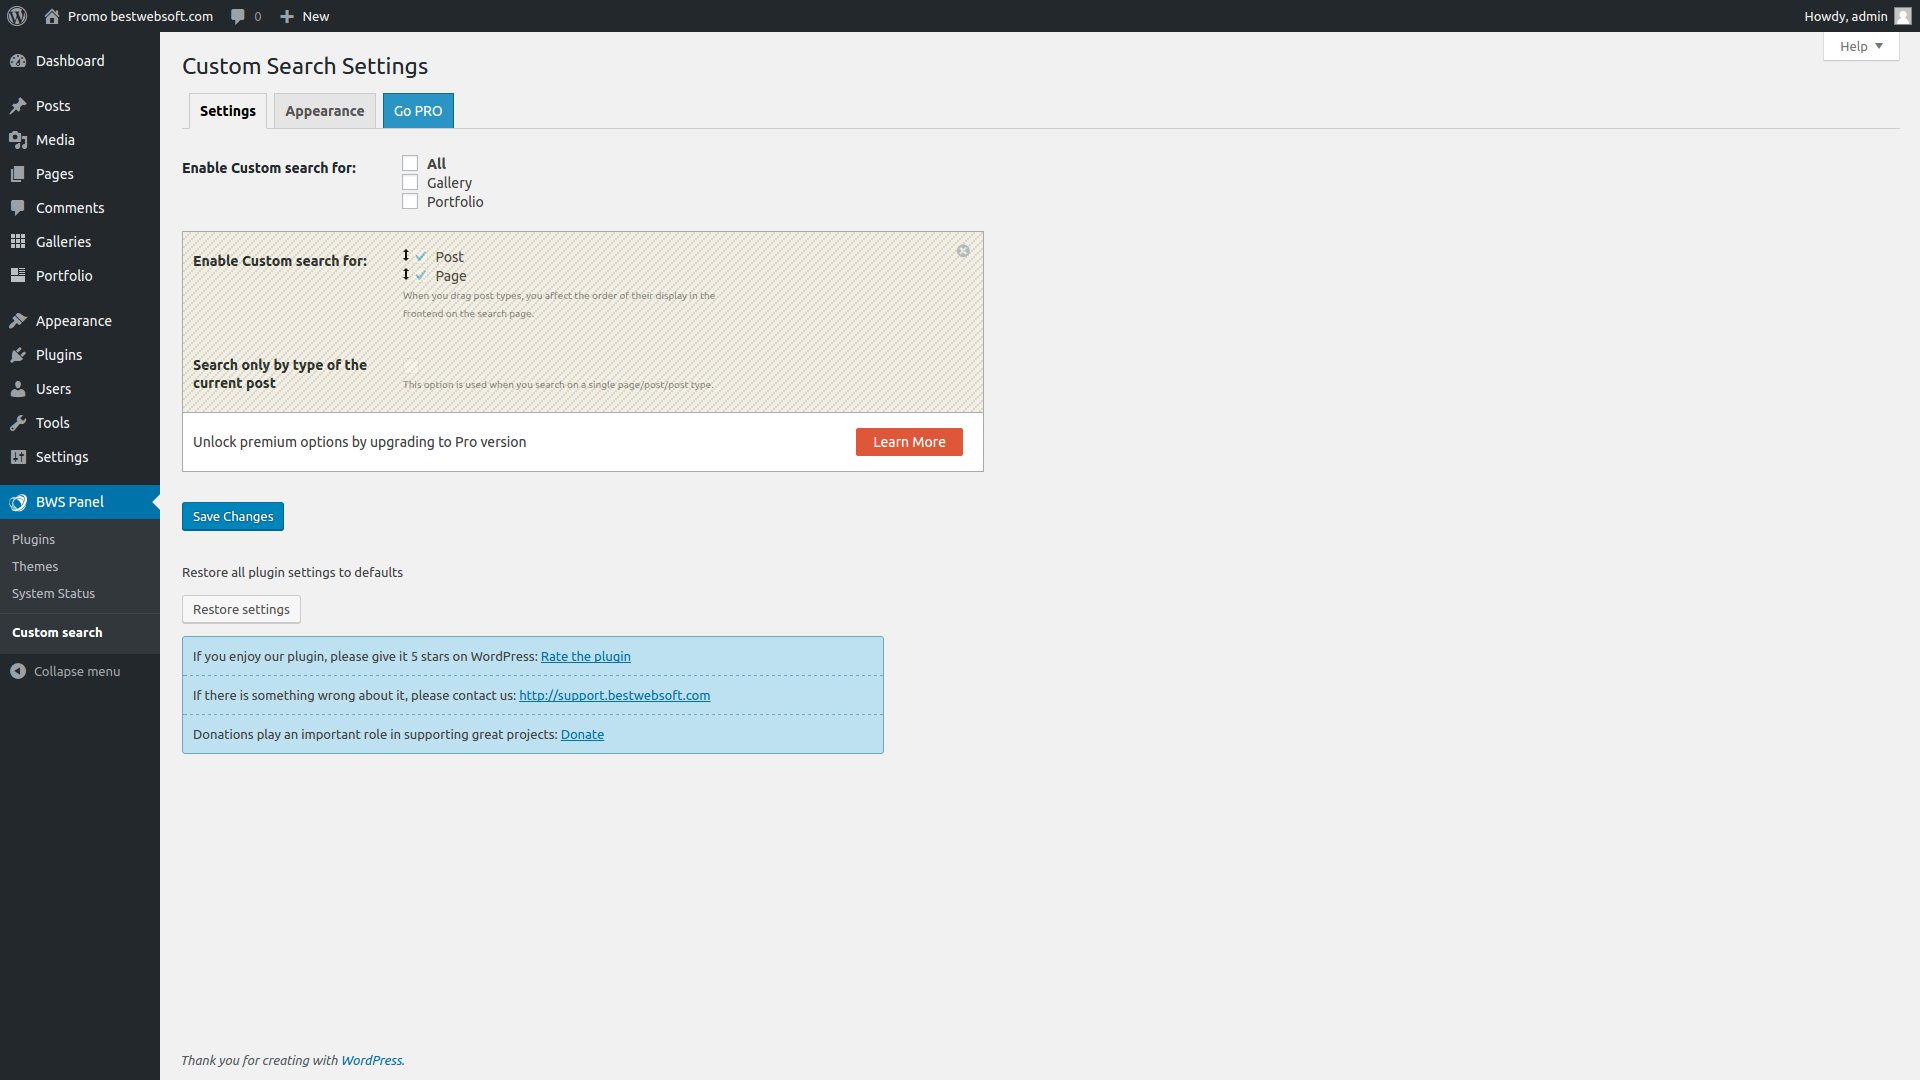 Promo bestwebsoft.com
0
New
Howdy, admin
Help
Dashboard
Posts
Media
Pages
Comments
Galleries
Portfolio
Appearance
Plugins
Users
Tools
Settings
BWS Panel
Plugins
Themes
System Status
Custom search
Collapse menu
Custom Search Settings
Settings
Appearance
Go PRO
Enable Custom search for:
All
Gallery
Portfolio
Enable Custom search for:
Post
Page
When you drag post types, you affect the order of their display in the
frontend on the search page.
Search only by type of the
current post
This option is used when you search on a single page/post/post type.
Unlock premium options by upgrading to Pro version
Learn More
Save Changes
Restore all plugin settings to defaults
Restore settings
If you enjoy our plugin, please give it 5 stars on WordPress: Rate the plugin
If there is something wrong about it, please contact us: http://support.bestwebsoft.com
Donations play an important role in supporting great projects: Donate
Thank you for creating with WordPress.